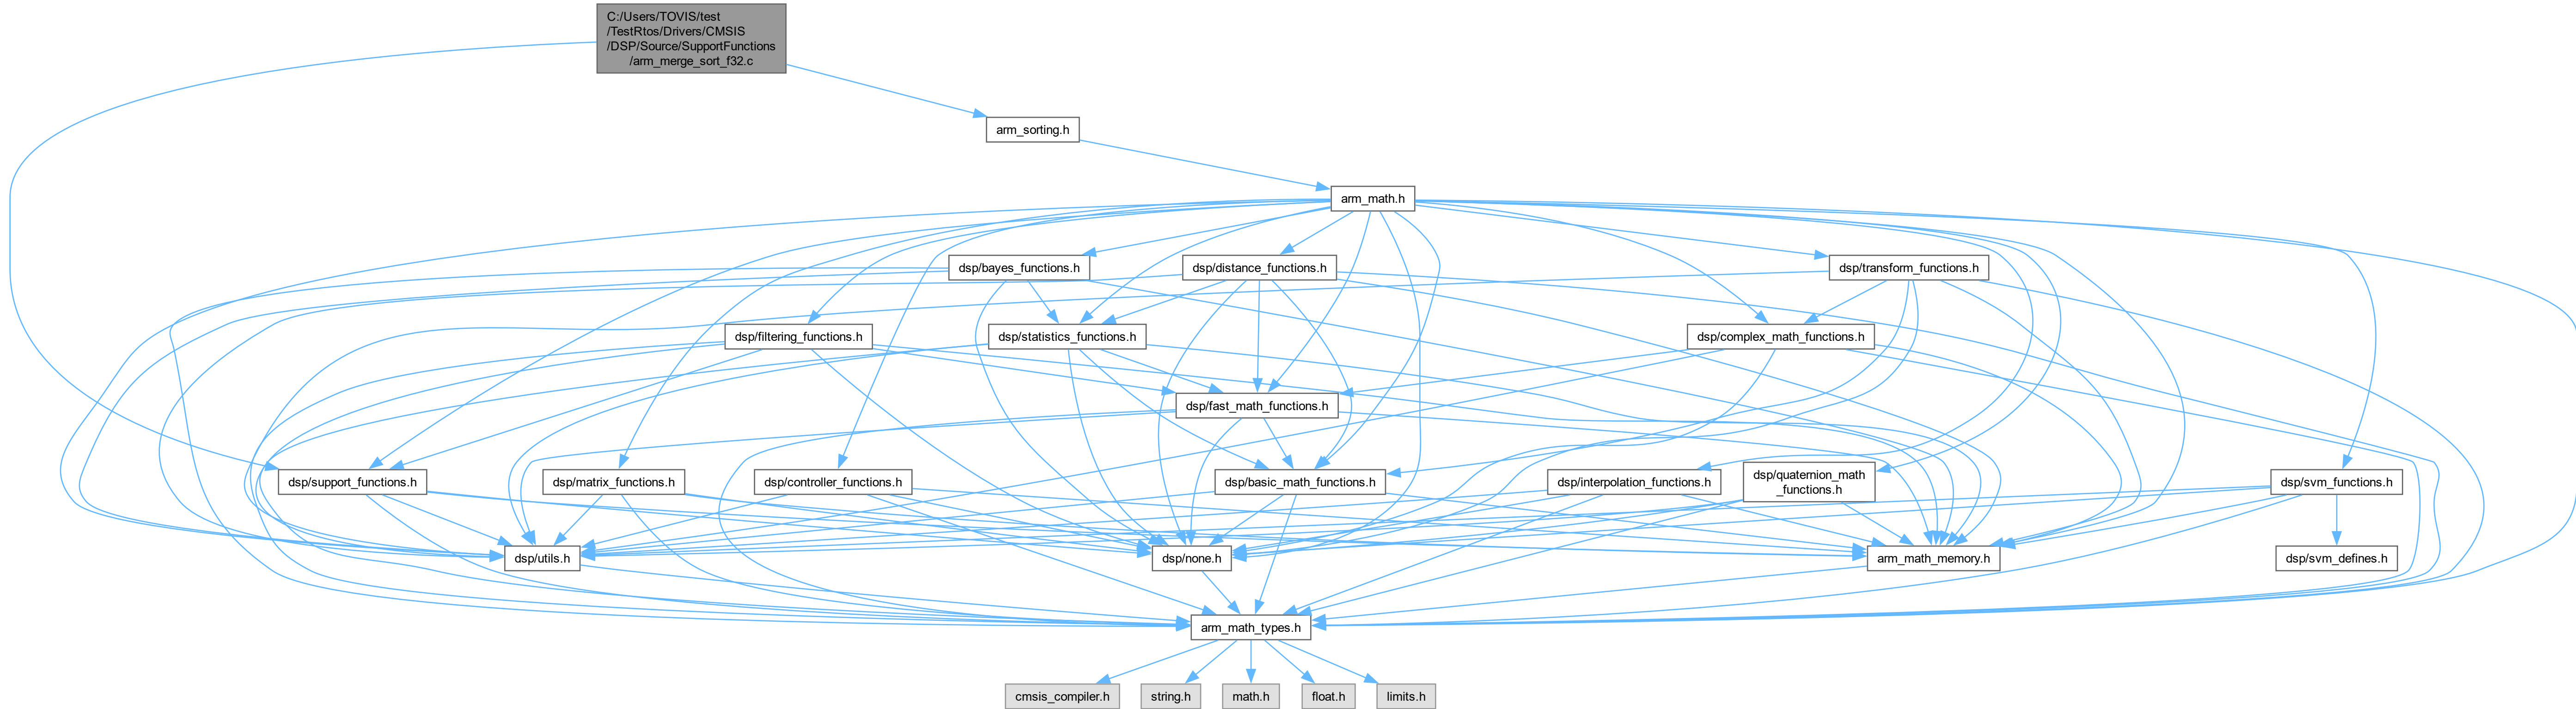 C:/Users/TOVIS/test
/TestRtos/Drivers/CMSIS
/DSP/Source/SupportFunctions
/arm_merge_sort_f32.c
arm_sorting.h
arm_math.h
dsp/bayes_functions.h
dsp/distance_functions.h
dsp/transform_functions.h
dsp/filtering_functions.h
dsp/statistics_functions.h
dsp/complex_math_functions.h
dsp/fast_math_functions.h
dsp/support_functions.h
dsp/matrix_functions.h
dsp/controller_functions.h
dsp/basic_math_functions.h
dsp/interpolation_functions.h
dsp/quaternion_math
_functions.h
dsp/svm_functions.h
dsp/utils.h
dsp/none.h
arm_math_memory.h
dsp/svm_defines.h
arm_math_types.h
cmsis_compiler.h
string.h
math.h
float.h
limits.h